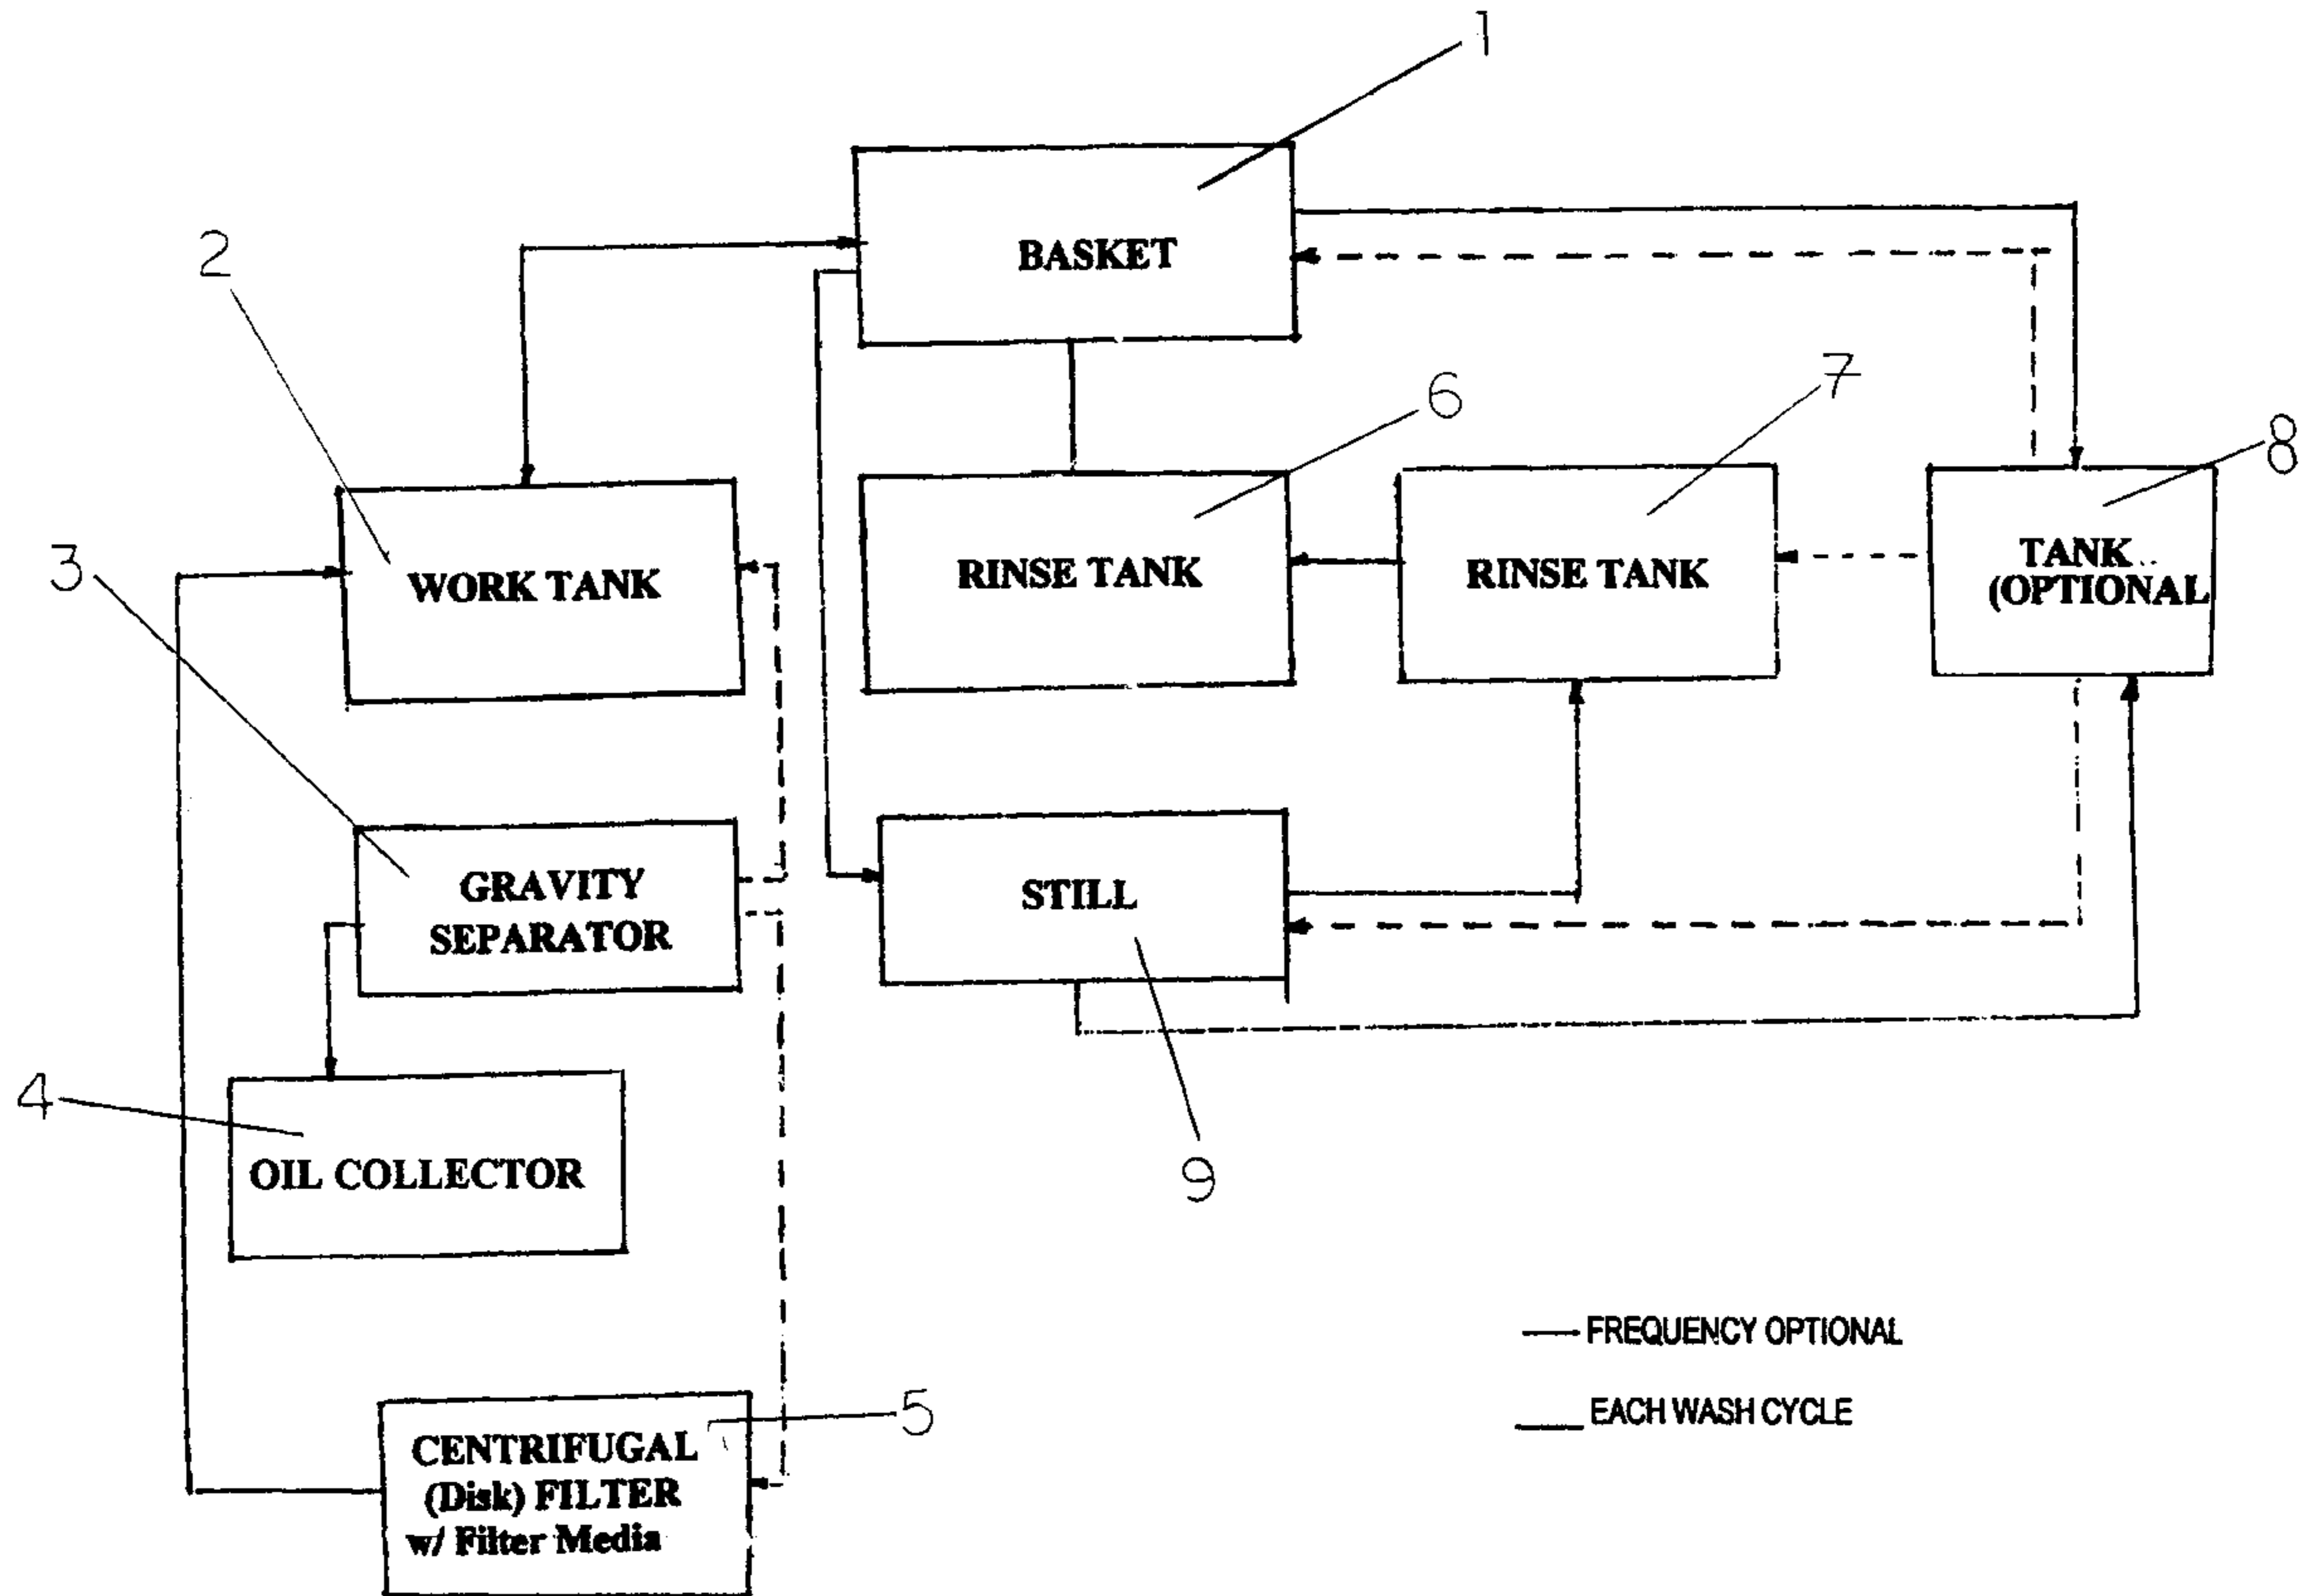 1
BASKET
2
WORK TANK
3
GRAVITY
SEPARATOR
4
OIL COLLECTOR
5
CENTRIFUGAL
(Disk) FILTER
w/ Filter Media
6
RINSE TANK
7
RINSE TANK
8
TANK
(OPTIONAL
9
STILL
FREQUENCY OPTIONAL
EACH WASH CYCLE